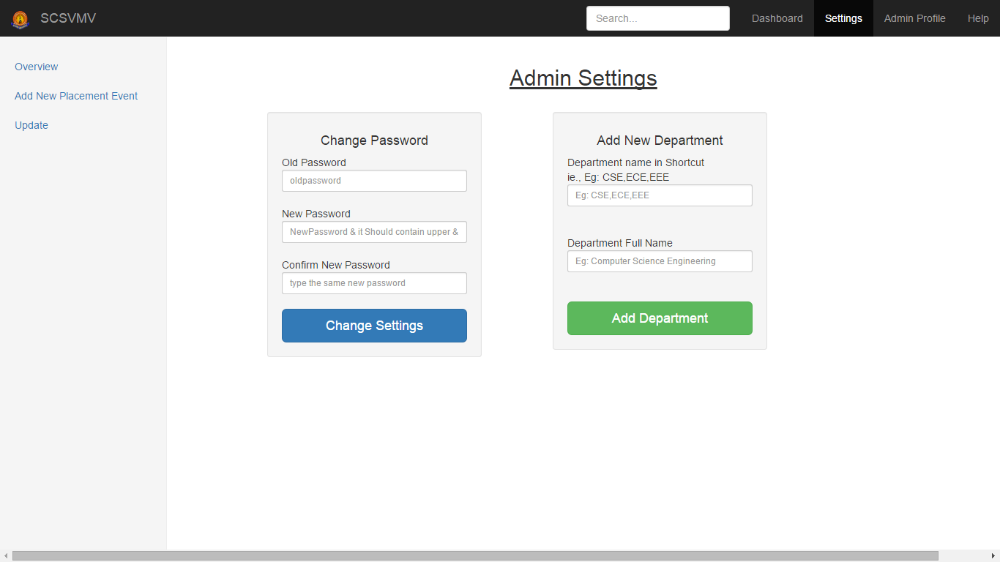 SCSVMV
Search...
Dashboard
Settings
Admin Profile
Help
Overview
Add New Placement Event
Update
Admin Settings
Change Password
Old Password
oldpassword
New Password
NewPassword & it Should contain upper &
Confirm New Password
type the same new password
Change Settings
Add New Department
Department name in Shortcut
ie., Eg: CSE,ECE,EEE
Eg: CSE,ECE,EEE
Department Full Name
Eg: Computer Science Engineering
Add Department